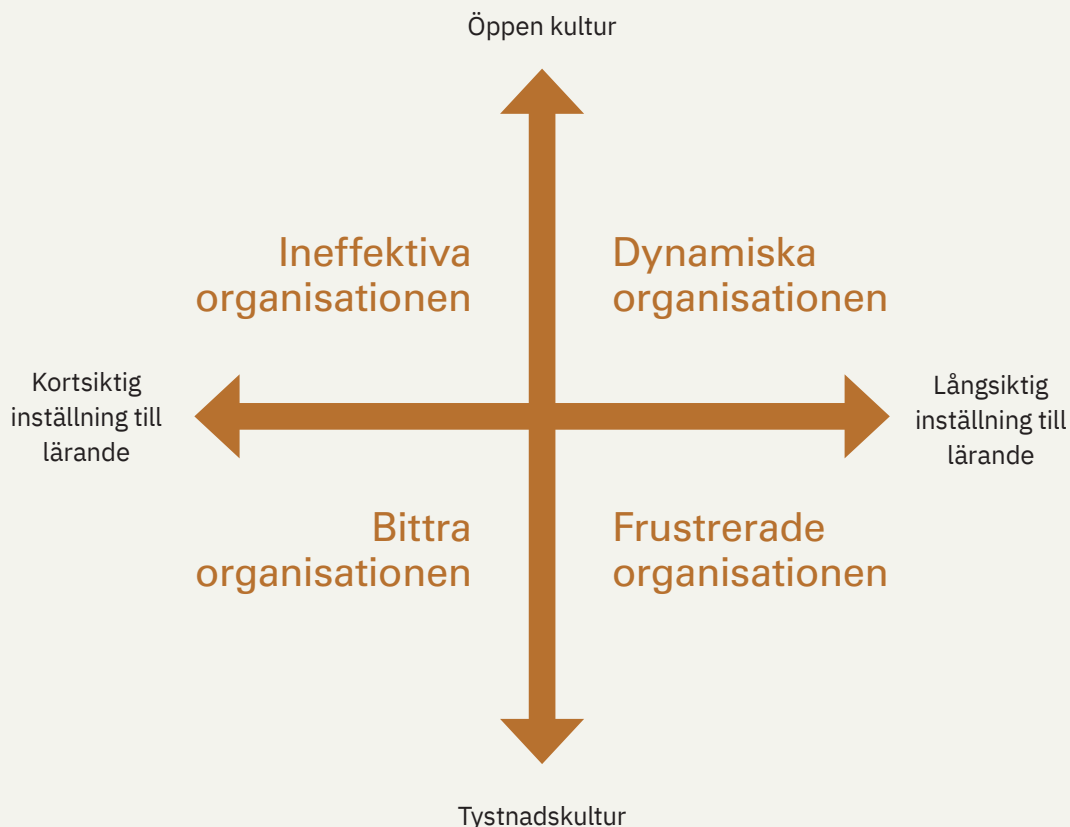 Öppen kultur
Ineffektiva
organisationen
Dynamiska
organisationen
Kortsiktig
inställning till
lärande
Långsiktig
inställning till
lärande
Bittra
organisationen
Frustrerade
organisationen
Tystnadskultur